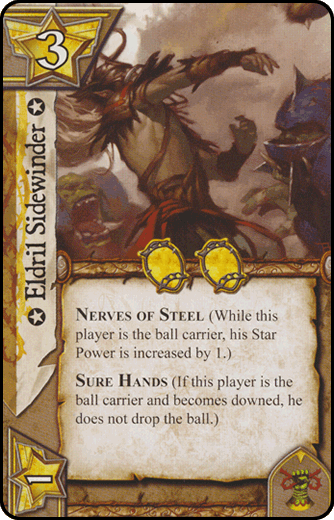 3
✪ Eldril Sidewinder ✪
NERVES OF STEEL (While this
player is the ball carrier, his Star
Power is increased by 1.)
SURE HANDS (If this player is the
ball carrier and becomes downed, he
does not drop the ball.)
1